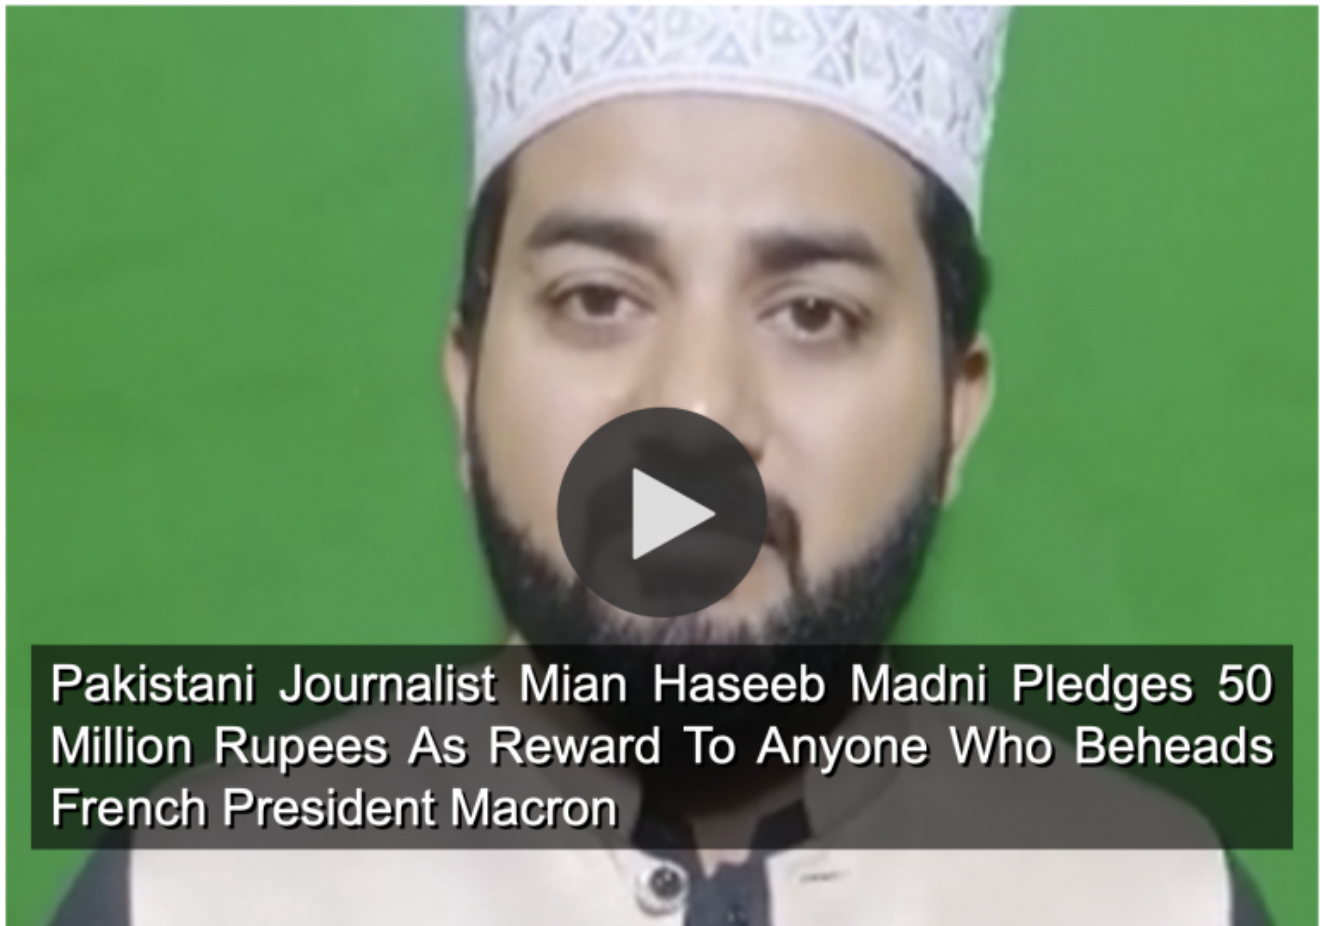 Pakistani Journalist Mian Haseeb Madni Pledges 50
Million Rupees As Reward To Anyone Who Beheads
French President Macron